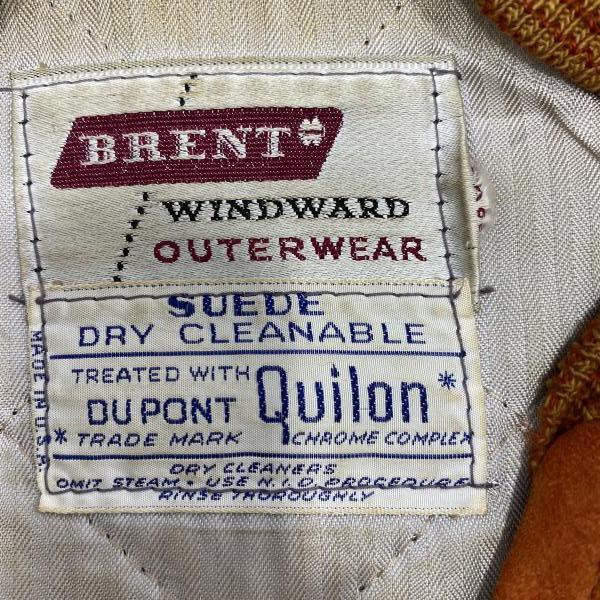 BRENT
WINDWARD
OUTERWEAR
SUEDE
DRY CLEANABLE
TREATED WITH
DU PONT Quilon*
* TRADE MARK CHROME COMPLEX
DRY CLEANERS
OMIT STEAM • USE N.I.D. PROCEDURE
RINSE THOROUGHLY
MADE IN U.S.A.